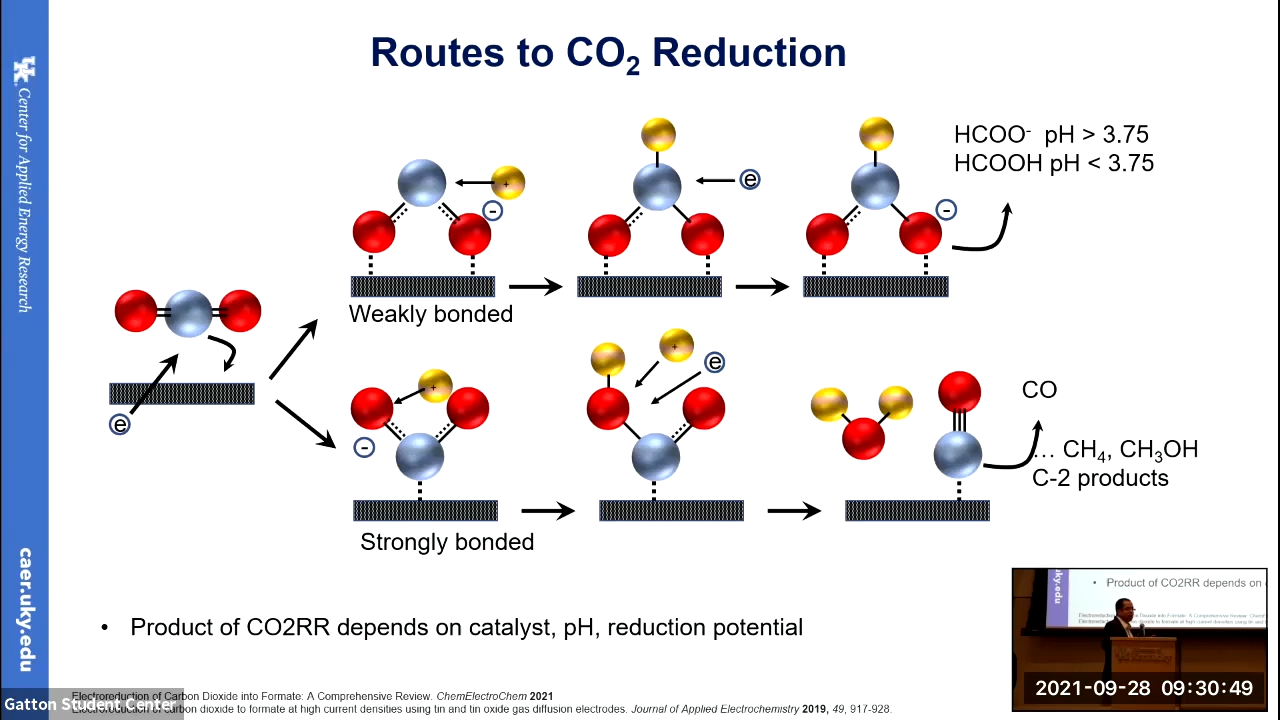 Routes to CO2 Reduction
UK Center for Applied Energy Research
caer.uky.edu
HCOO- pH > 3.75
HCOOH pH < 3.75
+
-
e
-
Weakly bonded
e
+
-
+
e
CO
… CH4, CH3OH
C-2 products
Strongly bonded
• Product of CO2RR depends on catalyst, pH, reduction potential
Electroreduction of Carbon Dioxide into Formate: A Comprehensive Review. ChemElectroChem 2021
Electroreduction of carbon dioxide to formate at high current densities using tin and tin oxide gas diffusion electrodes. Journal of Applied Electrochemistry 2019, 49, 917-928.
Gatton Student Center
uky.edu
• Product of CO2RR depends on
2021-09-28 09:30:49